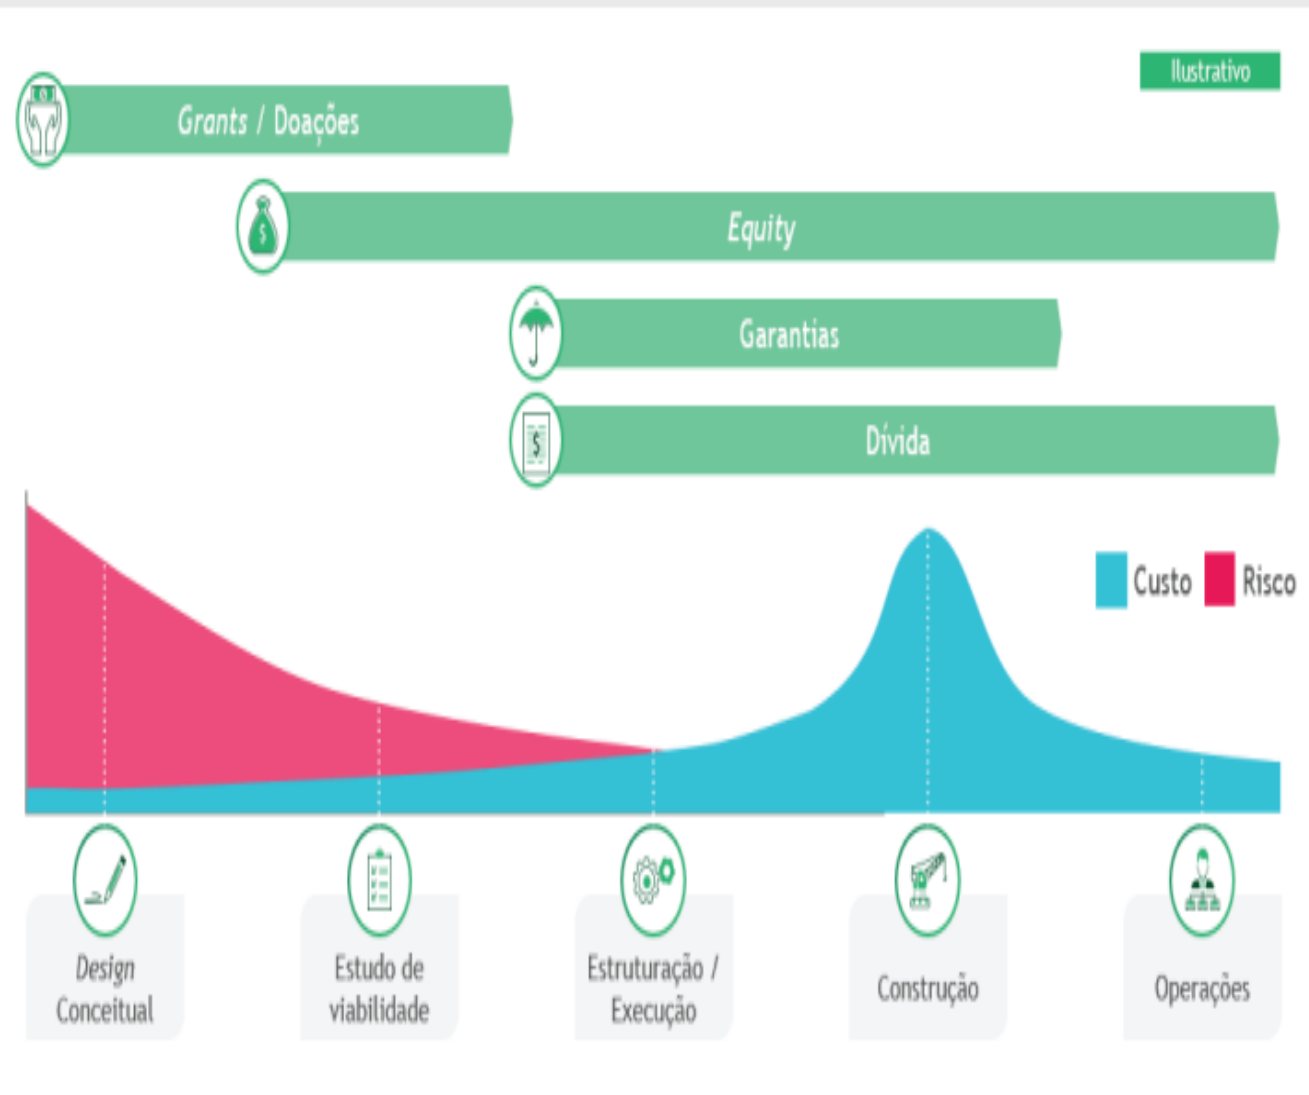 Ilustrativo
Grants / Doações
Equity
Garantias
Dívida
Custo
Risco
Design
Conceitual
Estudo de
viabilidade
Estruturação /
Execução
Construção
Operações